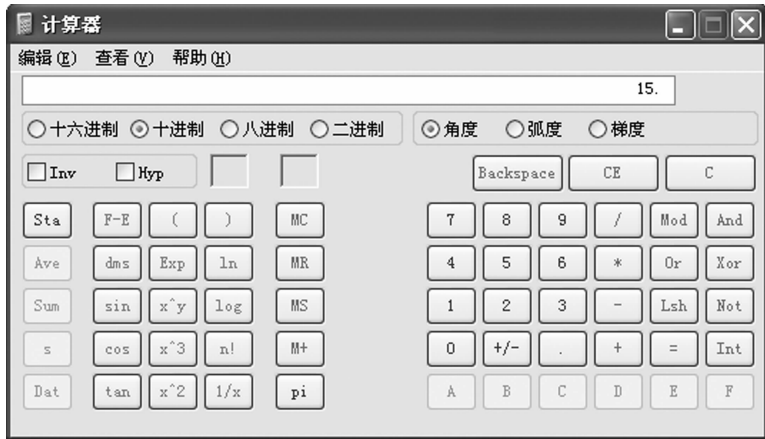 计算器
编辑(E) 查看(V) 帮助(H)
15.
十六进制 十进制 八进制 二进制 角度 弧度 梯度
Inv Hyp Backspace CE C
Sta F-E ( ) MC 7 8 9 / Mod And
Ave dms Exp ln MR 4 5 6 * Or Xor
Sum sin x^y log MS 1 2 3 - Lsh Not
s cos x^3 n! M+ 0 +/- . + = Int
Dat tan x^2 1/x pi A B C D E F